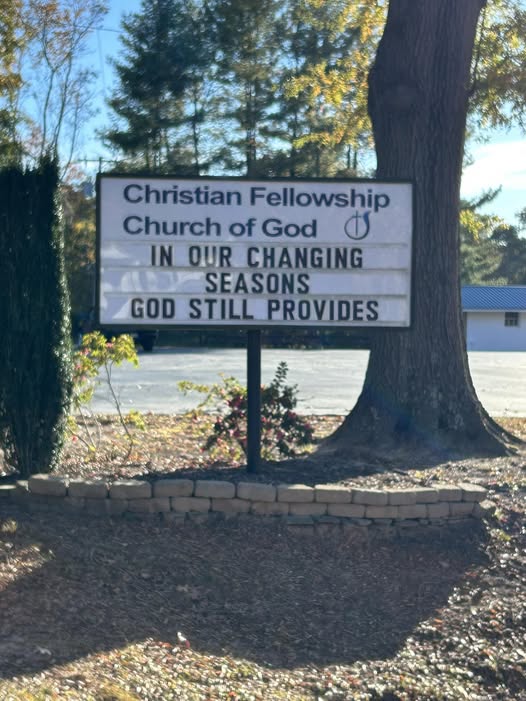 Christian Fellowship
Church of God
IN OUR CHANGING
SEASONS
GOD STILL PROVIDES